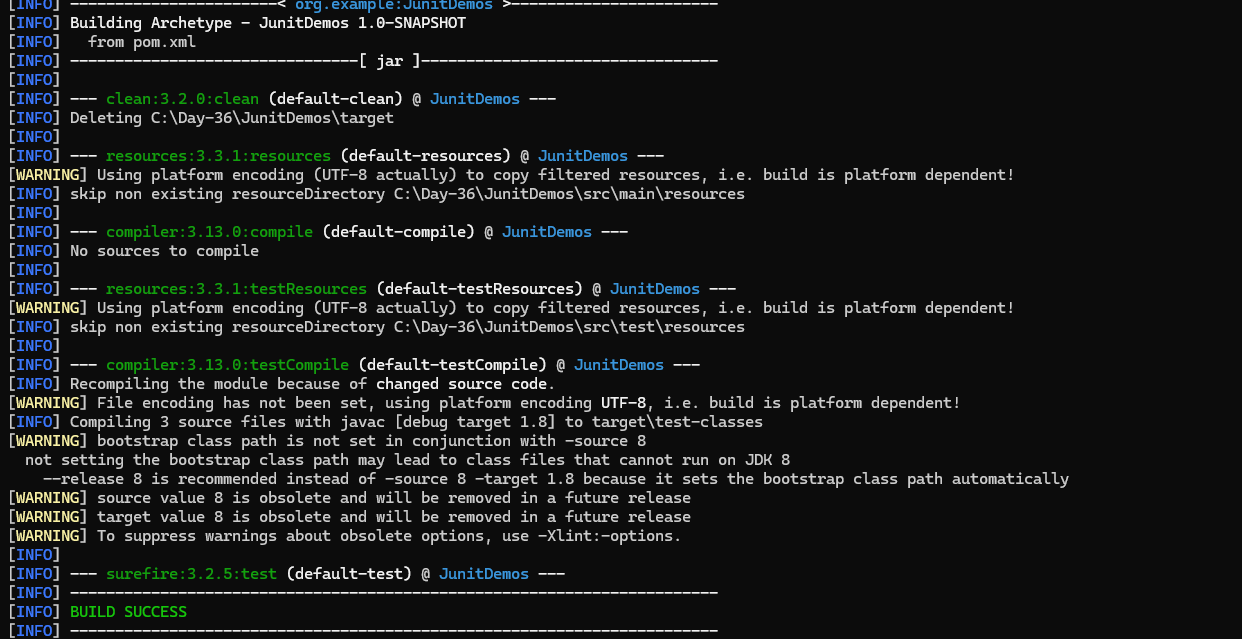 [INFO] -----------------------< org.example:JunitDemos >-----------------------
[INFO] Building Archetype - JunitDemos 1.0-SNAPSHOT
[INFO]   from pom.xml
[INFO] --------------------------------[ jar ]---------------------------------
[INFO]
[INFO] --- clean:3.2.0:clean (default-clean) @ JunitDemos ---
[INFO] Deleting C:\Day-36\JunitDemos\target
[INFO]
[INFO] --- resources:3.3.1:resources (default-resources) @ JunitDemos ---
[WARNING] Using platform encoding (UTF-8 actually) to copy filtered resources, i.e. build is platform dependent!
[INFO] skip non existing resourceDirectory C:\Day-36\JunitDemos\src\main\resources
[INFO]
[INFO] --- compiler:3.13.0:compile (default-compile) @ JunitDemos ---
[INFO] No sources to compile
[INFO]
[INFO] --- resources:3.3.1:testResources (default-testResources) @ JunitDemos ---
[WARNING] Using platform encoding (UTF-8 actually) to copy filtered resources, i.e. build is platform dependent!
[INFO] skip non existing resourceDirectory C:\Day-36\JunitDemos\src\test\resources
[INFO]
[INFO] --- compiler:3.13.0:testCompile (default-testCompile) @ JunitDemos ---
[INFO] Recompiling the module because of changed source code.
[WARNING] File encoding has not been set, using platform encoding UTF-8, i.e. build is platform dependent!
[INFO] Compiling 3 source files with javac [debug target 1.8] to target\test-classes
[WARNING] bootstrap class path is not set in conjunction with -source 8
  not setting the bootstrap class path may lead to class files that cannot run on JDK 8
    --release 8 is recommended instead of -source 8 -target 1.8 because it sets the bootstrap class path automatically
[WARNING] source value 8 is obsolete and will be removed in a future release
[WARNING] target value 8 is obsolete and will be removed in a future release
[WARNING] To suppress warnings about obsolete options, use -Xlint:-options.
[INFO]
[INFO] --- surefire:3.2.5:test (default-test) @ JunitDemos ---
[INFO] ------------------------------------------------------------------------
[INFO] BUILD SUCCESS
[INFO] ------------------------------------------------------------------------